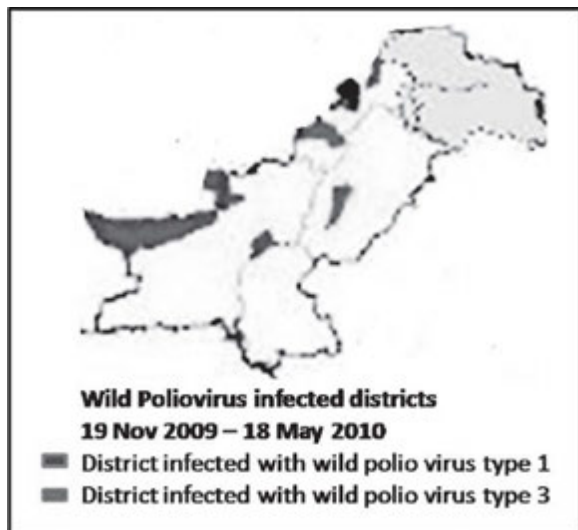 Wild Poliovirus infected districts
19 Nov 2009 – 18 May 2010
District infected with wild polio virus type 1
District infected with wild polio virus type 3